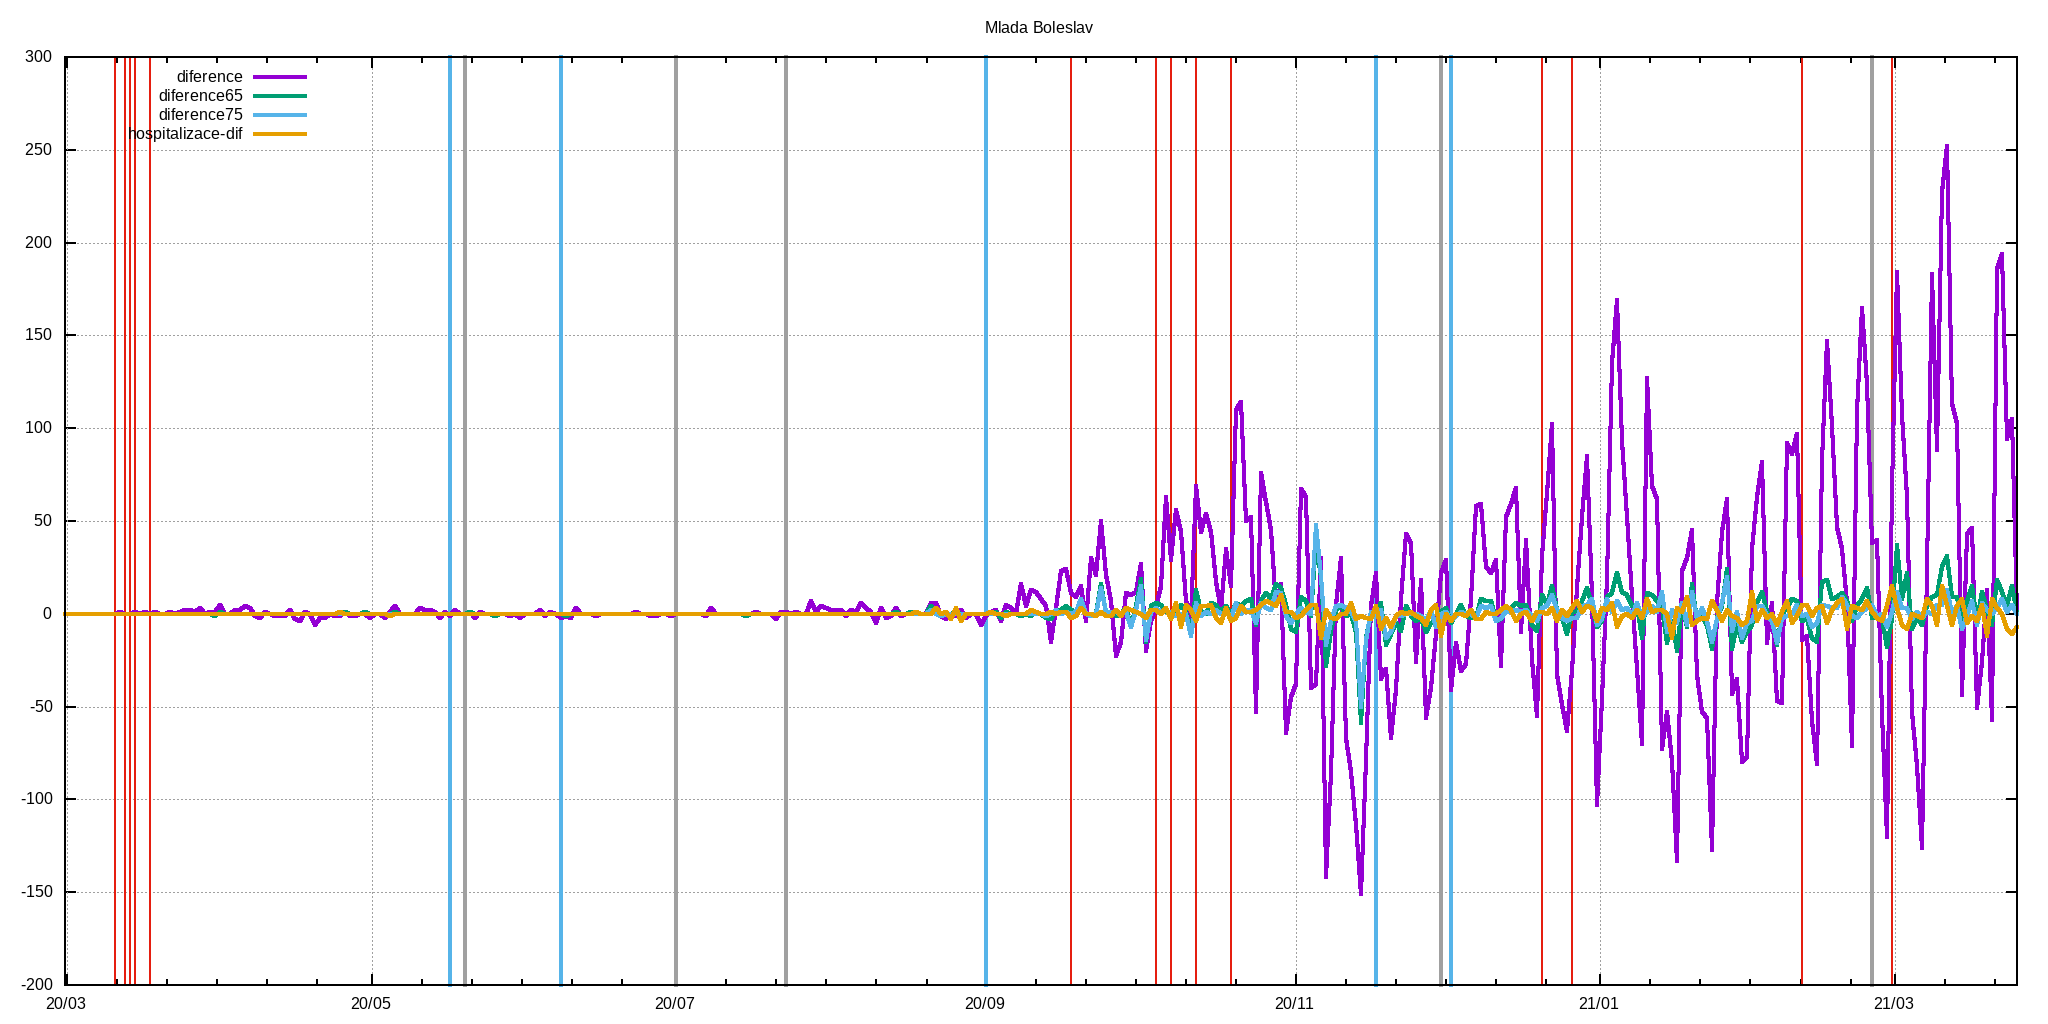 Mlada Boleslav
300
diference
diference65
diference75
hospitalizace-dif
250
200
150
100
50
0
-50
-100
-150
-200
20/03 20/05 20/07 20/09 20/11 21/01 21/03